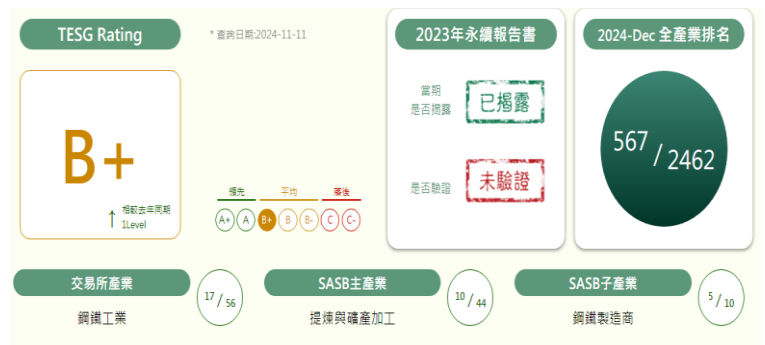 TESG Rating
* 查詢日期:2024-11-11
B+
↑ 相較去年同期
1Level
領先 平均 落後
A+ A B+ B B- C C-
2023年永續報告書
當期
是否揭露
已揭露
是否驗證
未驗證
2024-Dec 全產業排名
567 / 2462
交易所產業
17 / 56
鋼鐵工業
SASB主產業
10 / 44
提煉與礦產加工
SASB子產業
5 / 10
鋼鐵製造商